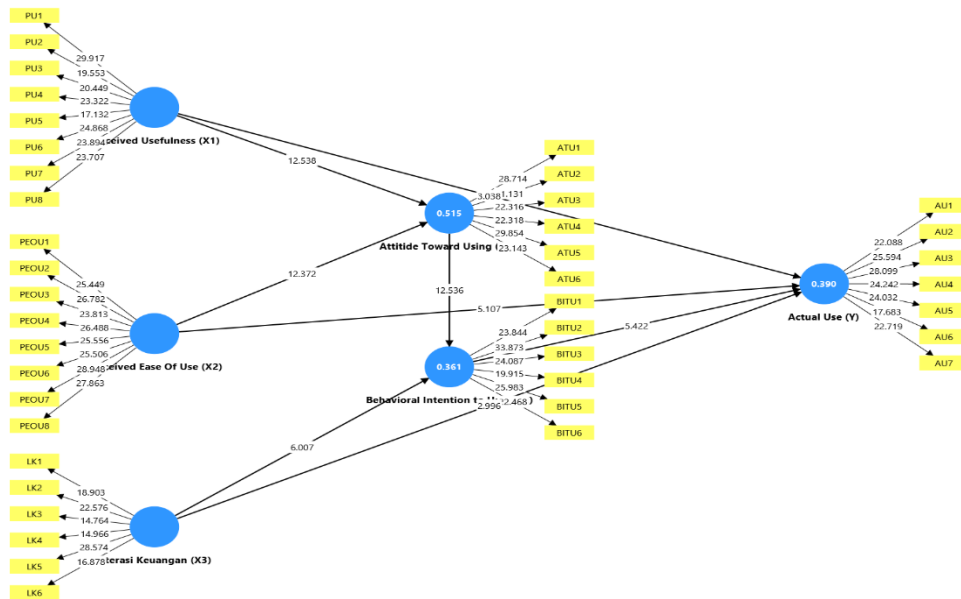 PU1
PU2
PU3
PU4
PU5
PU6
PU7
PU8
29.917
19.553
20.449
23.322
17.132
24.868
23.894
23.707
ceived Usefulness (X1)
12.538
3.038
1.131
ATU1
ATU2
ATU3
ATU4
ATU5
ATU6
28.714
22.316
22.318
29.854
23.143
0.515
Attitide Toward Using (
PEOU1
PEOU2
PEOU3
PEOU4
PEOU5
PEOU6
PEOU7
PEOU8
25.449
26.782
23.813
26.488
25.556
25.506
28.948
27.863
ceived Ease Of Use (X2)
12.372
12.536
5.107
5.422
BITU1
BITU2
BITU3
BITU4
BITU5
BITU6
23.844
33.873
24.087
19.915
25.983
22.468
0.361
Behavioral Intention to
AU1
AU2
AU3
AU4
AU5
AU6
AU7
22.088
25.594
28.099
24.242
24.032
17.683
22.719
0.390
Actual Use (Y)
6.007
2.996
LK1
LK2
LK3
LK4
LK5
LK6
18.903
22.576
14.764
14.966
28.574
16.878
terasi Keuangan (X3)